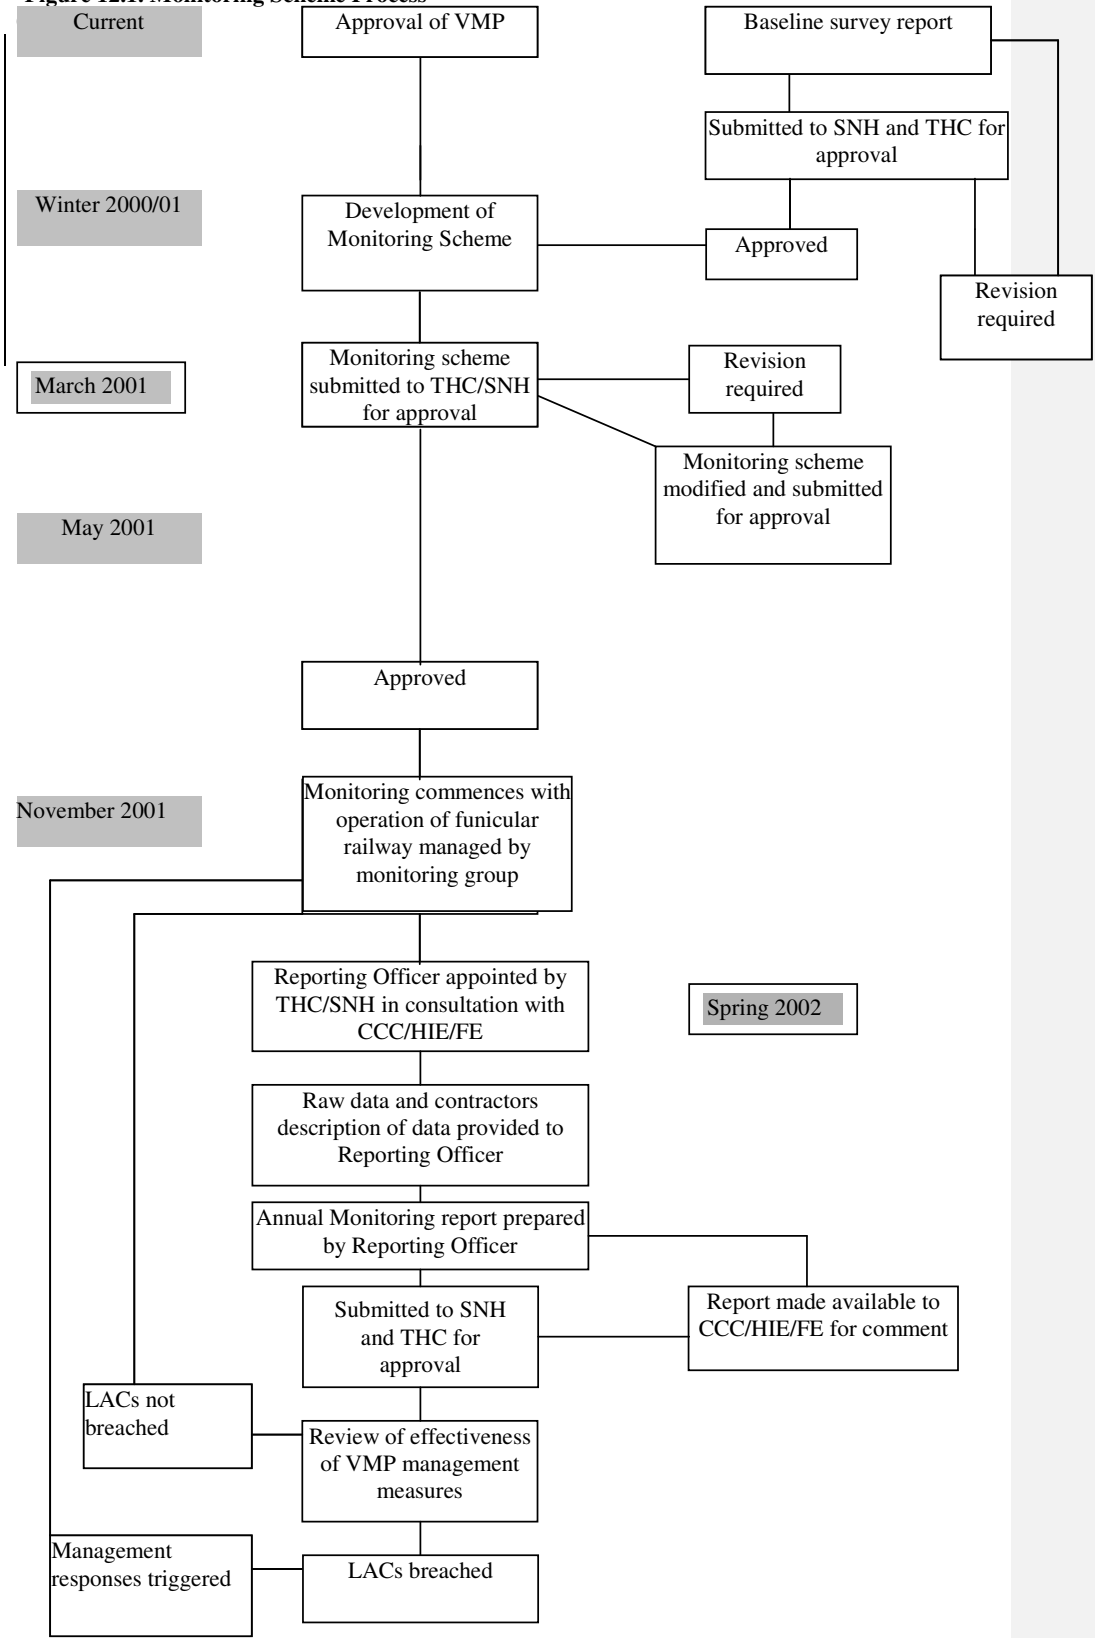 Figure 12.1. Monitoring Scheme Process
Current
Approval of VMP
Baseline survey report
Submitted to SNH and THC for
approval
Winter 2000/01
Development of
Monitoring Scheme
Approved
Revision
required
March 2001
Monitoring scheme
submitted to THC/SNH
for approval
Revision
required
Monitoring scheme
modified and submitted
for approval
May 2001
Approved
November 2001
Monitoring commences with
operation of funicular
railway managed by
monitoring group
Reporting Officer appointed by
THC/SNH in consultation with
CCC/HIE/FE
Spring 2002
Raw data and contractors
description of data provided to
Reporting Officer
Annual Monitoring report prepared
by Reporting Officer
Submitted to SNH
and THC for
approval
Report made available to
CCC/HIE/FE for comment
LACs not
breached
Review of effectiveness
of VMP management
measures
Management
responses triggered
LACs breached